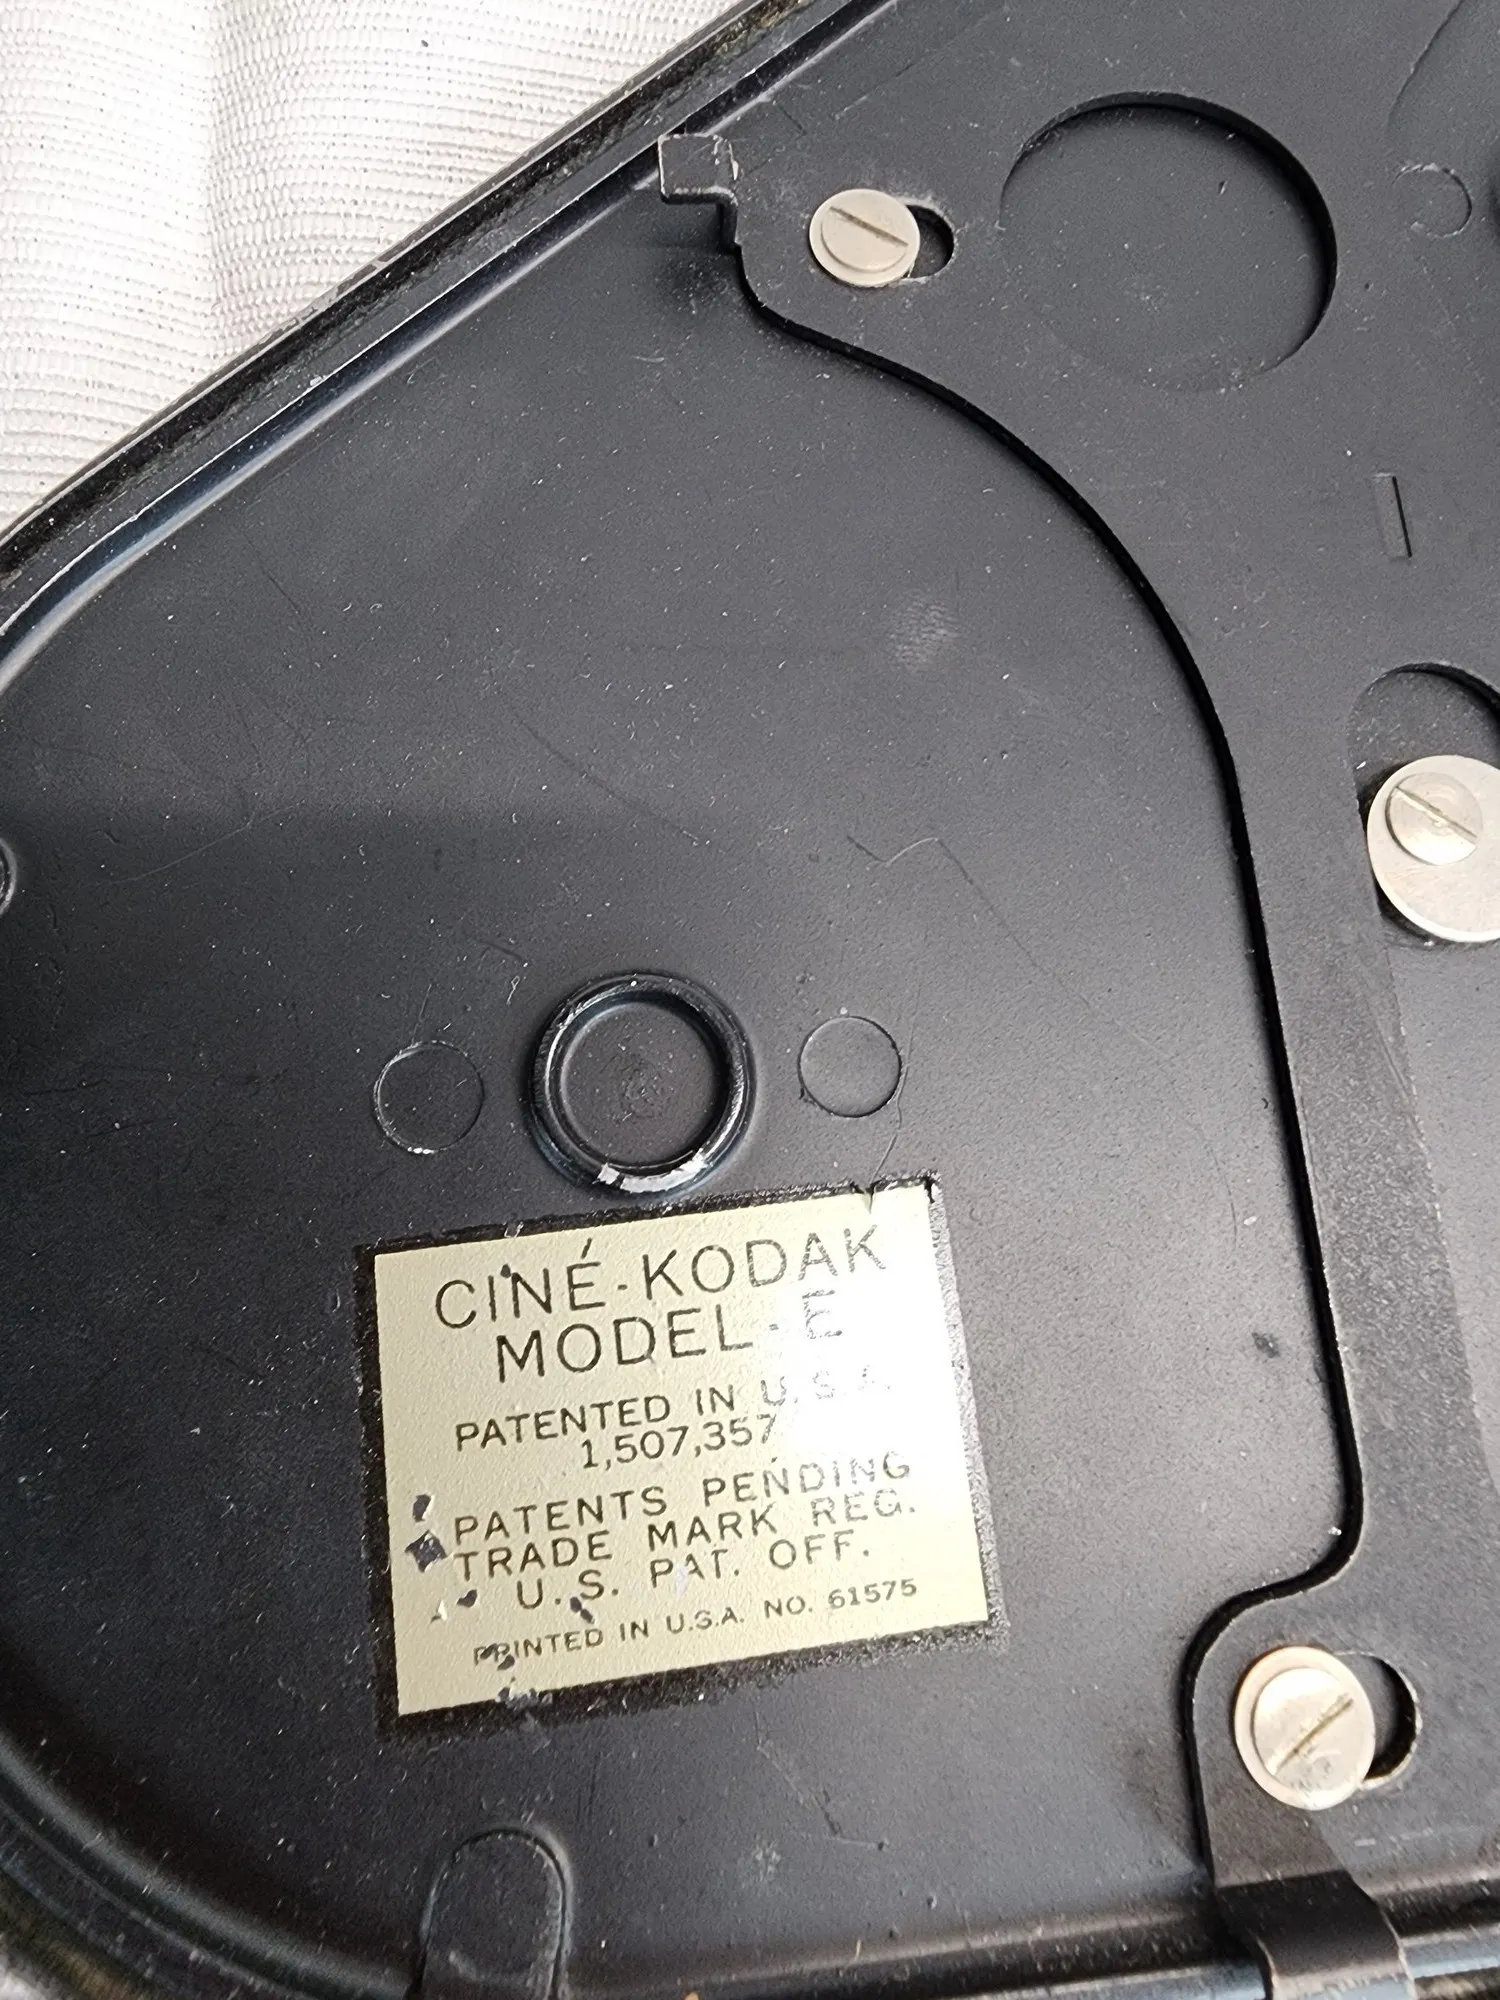 CINÉ-KODAK
MODEL-E
PATENTED IN U.S.A.
1,507,357
PATENTS PENDING
TRADE MARK REG.
U.S. PAT. OFF.
PRINTED IN U.S.A. NO. 61575